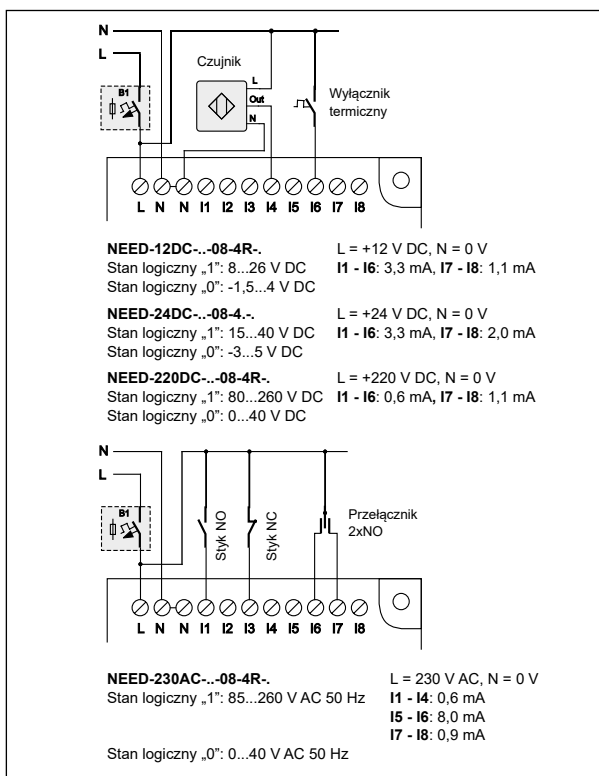 N
L
B1
Czujnik
L
Out
N
Wyłącznik
termiczny
L N N I1 I2 I3 I4 I5 I6 I7 I8
NEED-12DC-..-08-4R-. L = +12 V DC, N = 0 V
Stan logiczny „1”: 8...26 V DC I1 - I6: 3,3 mA, I7 - I8: 1,1 mA
Stan logiczny „0”: -1,5...4 V DC
NEED-24DC-..-08-4.-. L = +24 V DC, N = 0 V
Stan logiczny „1”: 15...40 V DC I1 - I6: 3,3 mA, I7 - I8: 2,0 mA
Stan logiczny „0”: -3...5 V DC
NEED-220DC-..-08-4R-. L = +220 V DC, N = 0 V
Stan logiczny „1”: 80...260 V DC I1 - I6: 0,6 mA, I7 - I8: 1,1 mA
Stan logiczny „0”: 0...40 V DC
N
L
B1
Styk NO
Styk NC
Przełącznik
2xNO
L N N I1 I2 I3 I4 I5 I6 I7 I8
NEED-230AC-..-08-4R-. L = 230 V AC, N = 0 V
Stan logiczny „1”: 85...260 V AC 50 Hz I1 - I4: 0,6 mA
I5 - I6: 8,0 mA
I7 - I8: 0,9 mA
Stan logiczny „0”: 0...40 V AC 50 Hz